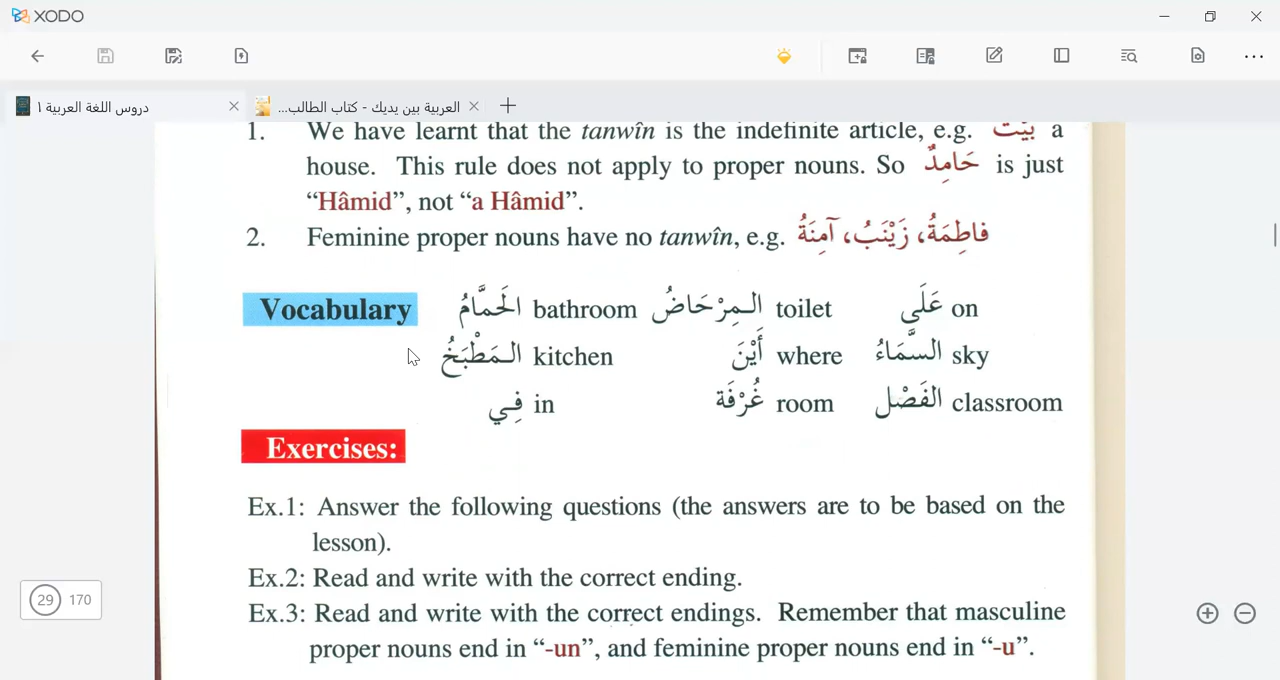 XODO
دروس اللغة العربية ١
العربية بين يديك - كتاب الطالب...
1. We have learnt that the tanwîn is the indefinite article, e.g. بَيْتٌ a
house. This rule does not apply to proper nouns. So حَامِدٌ is just
“Hâmid”, not “a Hâmid”.
2. Feminine proper nouns have no tanwîn, e.g. فاطِمَةُ، زَيْنَبُ، آمِنَةُ
Vocabulary الَحَمَّامُ bathroom الـمِرْحَاضُ toilet عَلَى on
الـمَطْبَخُ kitchen أَيْنَ where السَّمَاءُ sky
فِـي in غُرْفَة room الفَصْل classroom
Exercises:
Ex.1: Answer the following questions (the answers are to be based on the
lesson).
Ex.2: Read and write with the correct ending.
Ex.3: Read and write with the correct endings. Remember that masculine
proper nouns end in “-un”, and feminine proper nouns end in “-u”.
29 170